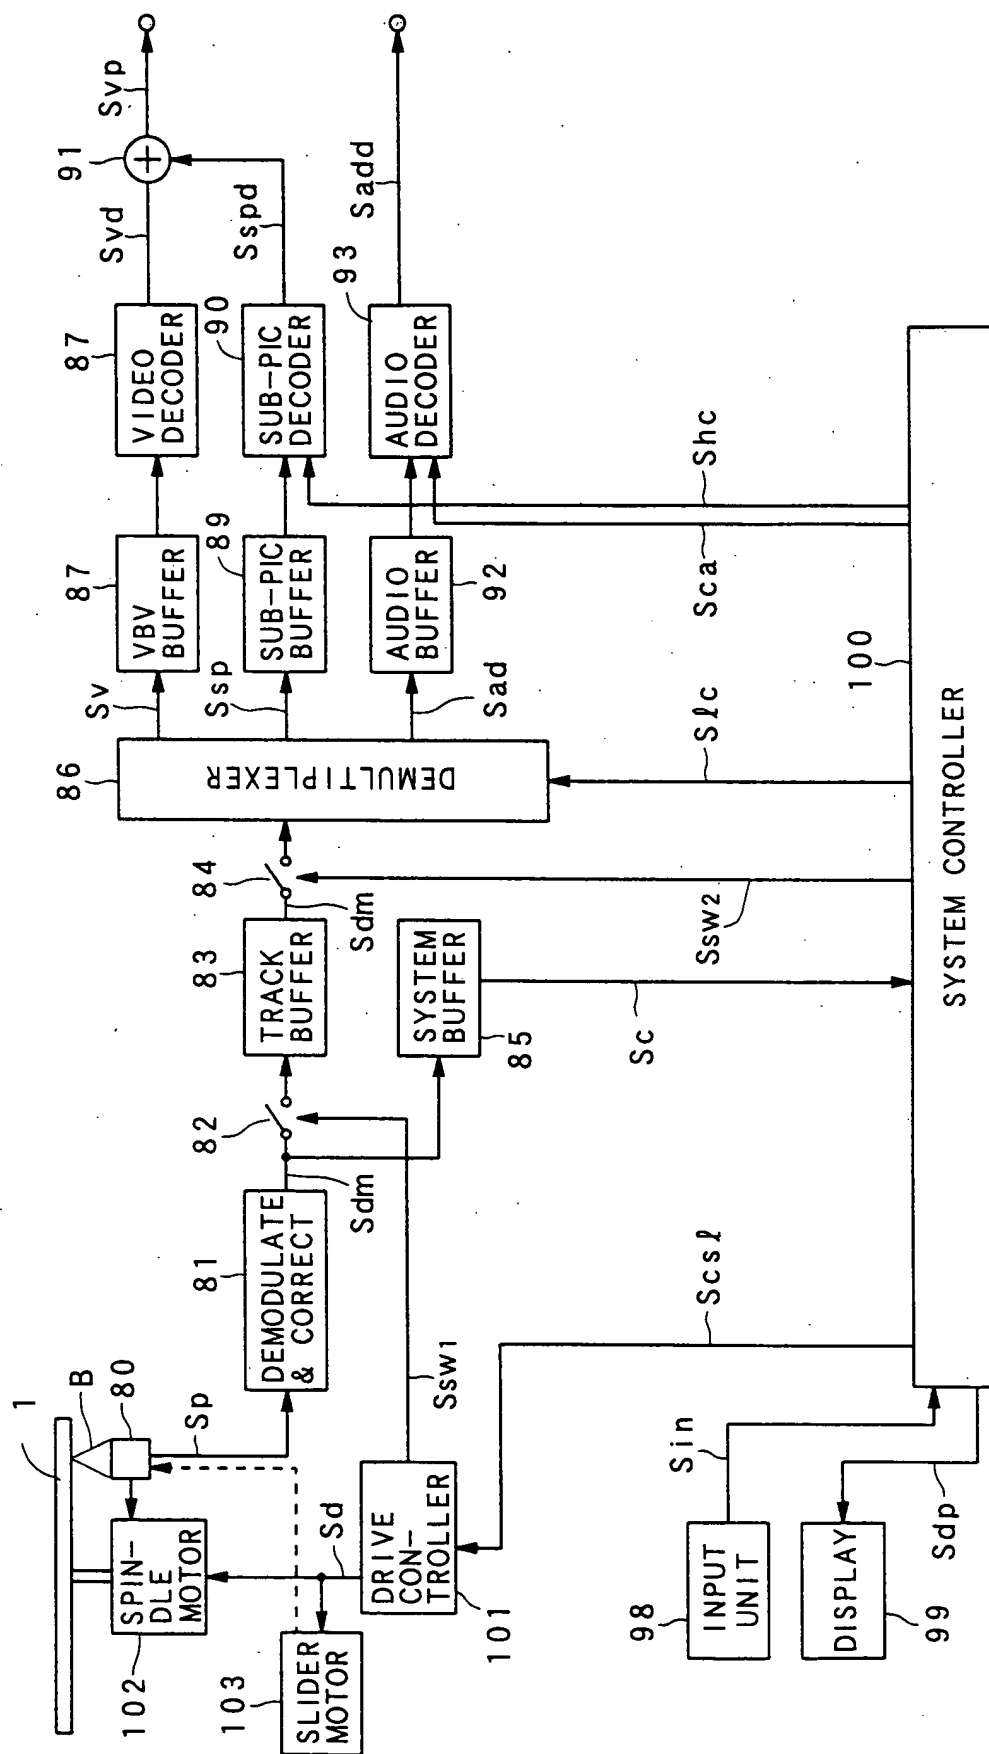 1
B
80
SPIN-
DLE
MOTOR
102
SLIDER
MOTOR
103
Sp
Sd
DRIVE
CON-
TROLLER
101
DEMODULATE
& CORRECT
81
Sdm
82
Ssw1
TRACK
BUFFER
83
Sdm
84
SYSTEM
BUFFER
85
DEMULTIPLEXER
86
Sv
Ssp
Sad
VBV
BUFFER
87
SUB-PIC
BUFFER
89
AUDIO
BUFFER
92
VIDEO
DECODER
87
SUB-PIC
DECODER
90
AUDIO
DECODER
93
Svd
Sspd
Sadd
91
+
Svp
INPUT
UNIT
98
DISPLAY
99
Sin
Sdp
Scsl
Sc
Ssw2
Slc
Sca
Shc
100
SYSTEM CONTROLLER